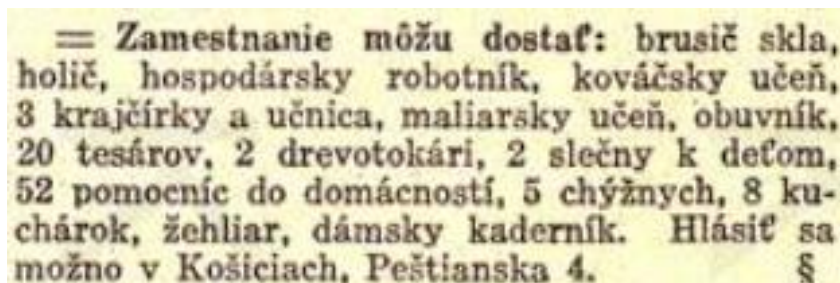 = Zamestnanie môžu dostať: brusič skla,
holič, hospodársky robotník, kováčsky učeň,
3 krajčírky a učnica, maliarsky učeň, obuvník,
20 tesárov, 2 drevotokári, 2 slečny k deťom,
52 pomocníc do domácností, 5 chýžnych, 8 ku-
chárok, žehliar, dámsky kaderník. Hlásiť sa
možno v Košiciach, Peštianska 4. §